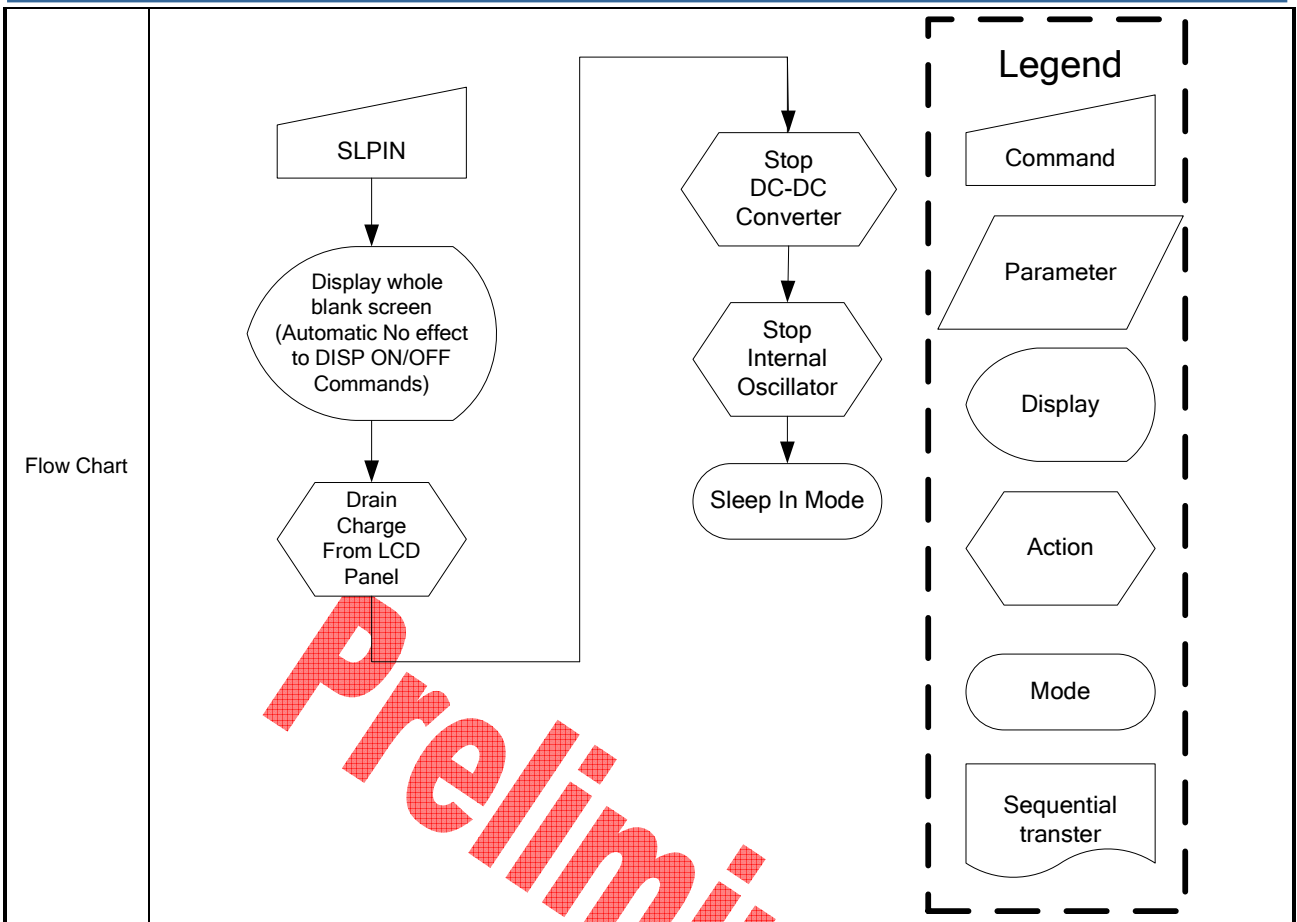 Flow Chart
SLPIN
Display whole
blank screen
(Automatic No effect
to DISP ON/OFF
Commands)
Drain
Charge
From LCD
Panel
Stop
DC-DC
Converter
Stop
Internal
Oscillator
Sleep In Mode
Legend
Command
Parameter
Display
Action
Mode
Sequential
transter